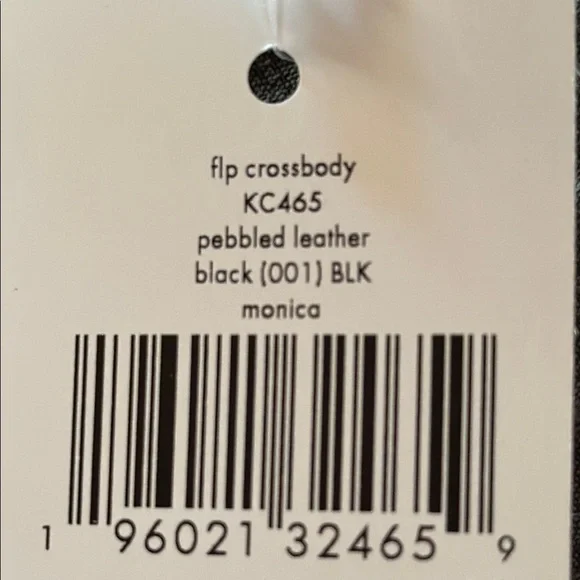 flp crossbody
KC465
pebbled leather
black (001) BLK
monica
1 96021 32465 9